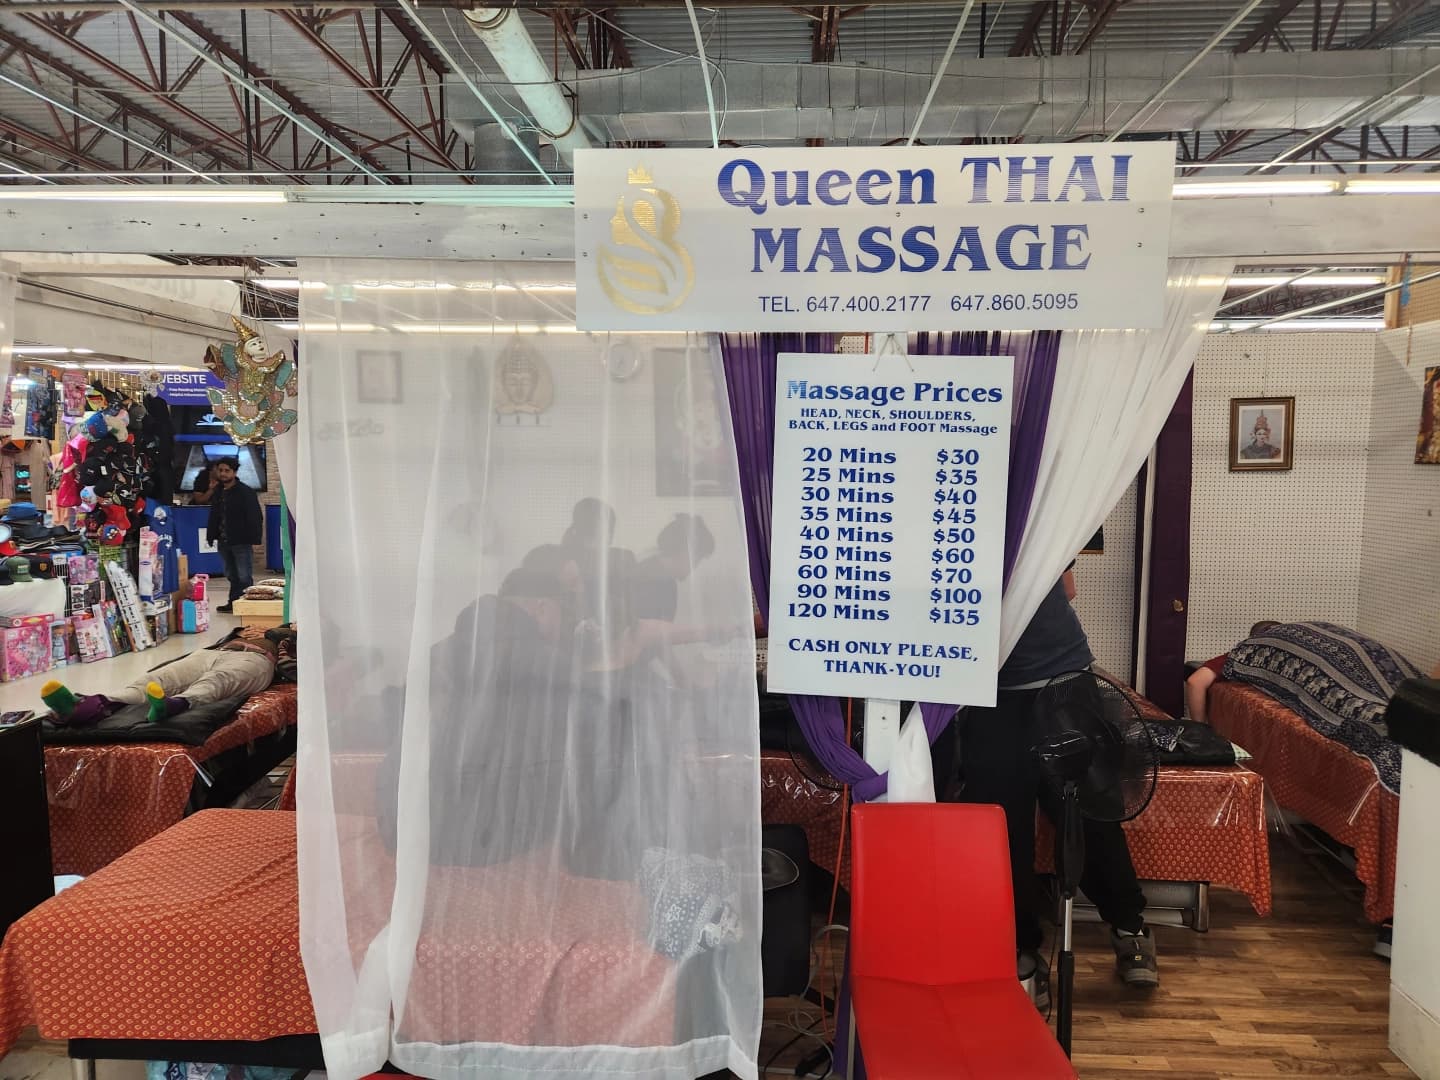 Queen THAI
MASSAGE
TEL. 647.400.2177 647.860.5095
Massage Prices
HEAD, NECK, SHOULDERS,
BACK, LEGS and FOOT Massage
20 Mins $30
25 Mins $35
30 Mins $40
35 Mins $45
40 Mins $50
50 Mins $60
60 Mins $70
90 Mins $100
120 Mins $135
CASH ONLY PLEASE,
THANK-YOU!
WEBSITE